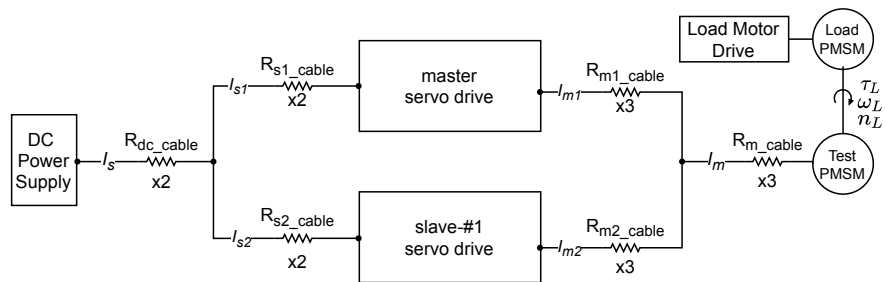 DC
Power
Supply
I_s
R_dc_cable
x2
I_s1
R_s1_cable
x2
master
servo drive
I_m1
R_m1_cable
x3
I_s2
R_s2_cable
x2
slave-#1
servo drive
I_m2
R_m2_cable
x3
I_m
R_m_cable
x3
Load Motor
Drive
Load
PMSM
τ_L
ω_L
n_L
Test
PMSM